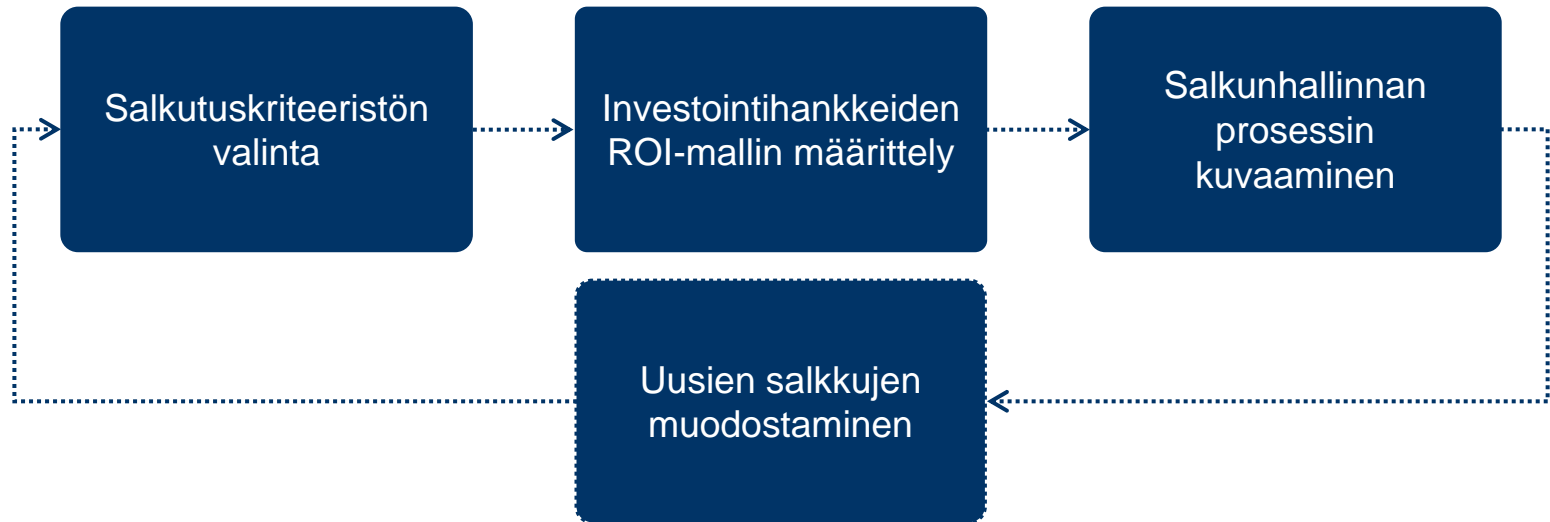 Salkutuskriteeristön
valinta
Investointihankkeiden
ROI-mallin määrittely
Salkunhallinnan
prosessin
kuvaaminen
Uusien salkkujen
muodostaminen